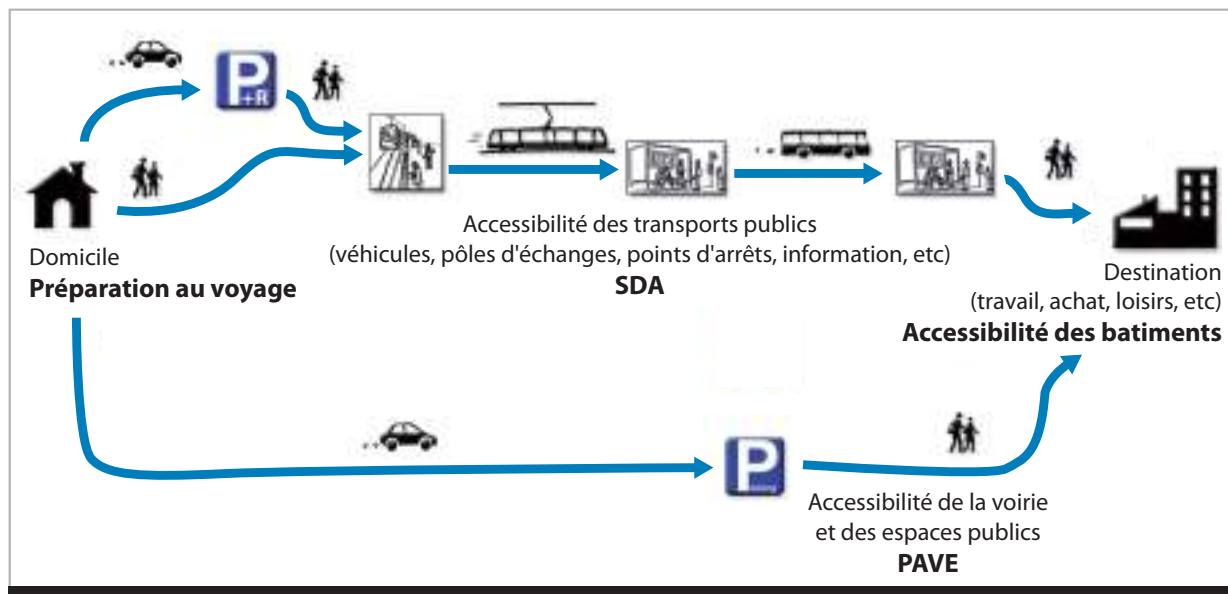 P
+R
Accessibilité des transports publics
(véhicules, pôles d'échanges, points d'arrêts, information, etc)
SDA
Domicile
Préparation au voyage
Destination
(travail, achat, loisirs, etc)
Accessibilité des batiments
P
Accessibilité de la voirie
et des espaces publics
PAVE